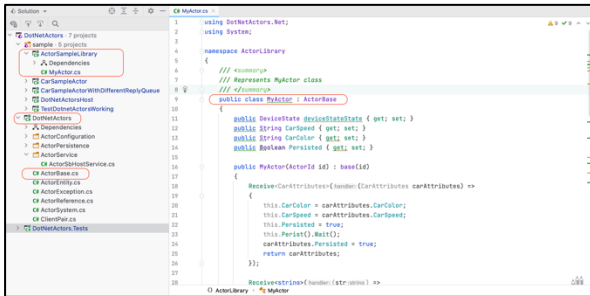 Solution
DotNetActors · 7 projects
sample · 5 projects
ActorSampleLibrary
Dependencies
C# MyActor.cs
CarSampleActor
CarSampleActorWithDifferentReplyQueue
DotNetActorsHost
TestDotnetActorsWorking
DotNetActors
Dependencies
ActorConfiguration
ActorPersistence
ActorService
C# ActorSbHostService.cs
C# ActorBase.cs
C# ActorEntity.cs
C# ActorException.cs
C# ActorReference.cs
C# ActorSystem.cs
C# ClientPair.cs
DotNetActors.Tests
C# MyActor.cs
1 using DotNetActors.Net;
2 using System;
3
4 namespace ActorLibrary
5 {
6 /// <summary>
7 /// Represents MyActor class
8 /// </summary>
9 public class MyActor : ActorBase
10 {
11 public DeviceState deviceStateState { get; set; }
12 public String CarSpeed { get; set; }
13 public String CarColor { get; set; }
14 public Boolean Persisted { get; set; }
15
16 public MyActor(ActorId id) : base(id)
17 {
18 Receive<CarAttributes>( handler: (CarAttributes carAttributes) =>
19 {
20 this.CarColor = carAttributes.CarColor;
21 this.CarSpeed = carAttributes.CarSpeed;
22 this.Persisted = true;
23 this.Perist().Wait();
24 carAttributes.Persisted = true;
25 return carAttributes;
26 });
27
28 Receive<string>( handler: (str :string) =>
ActorLibrary MyActor